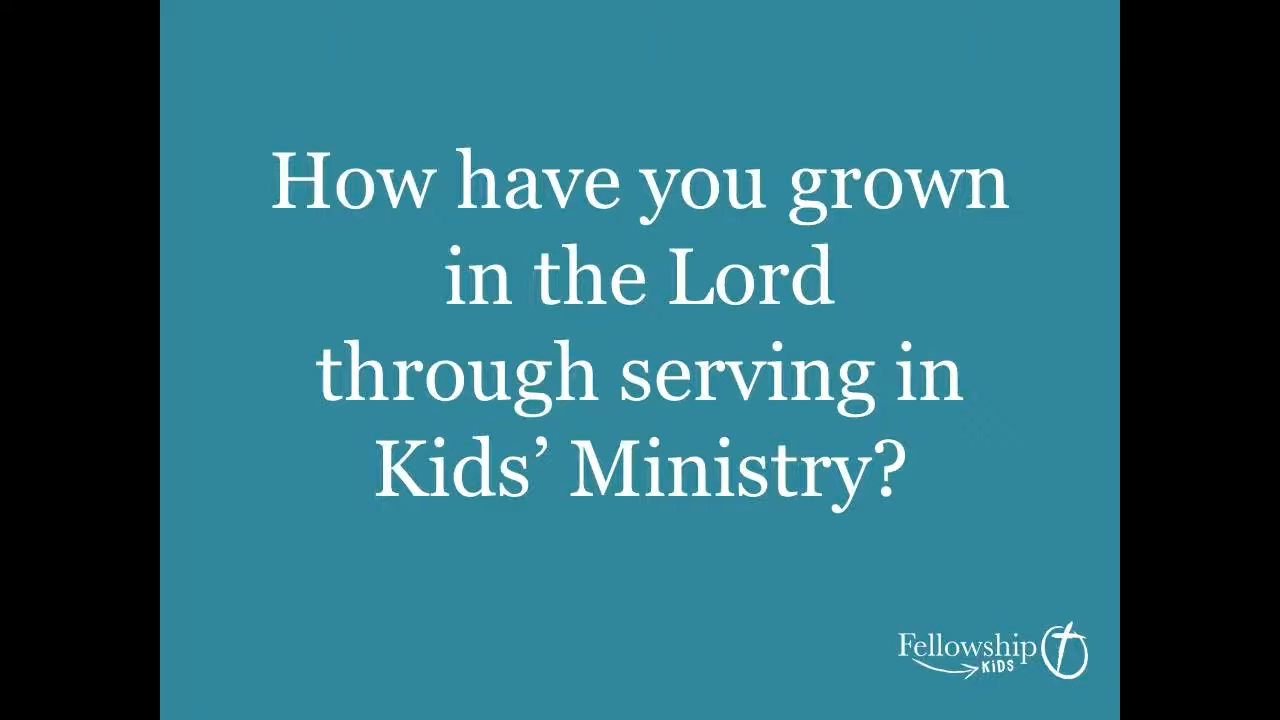 How have you grown
in the Lord
through serving in
Kids’ Ministry?
Fellowship
KiDS